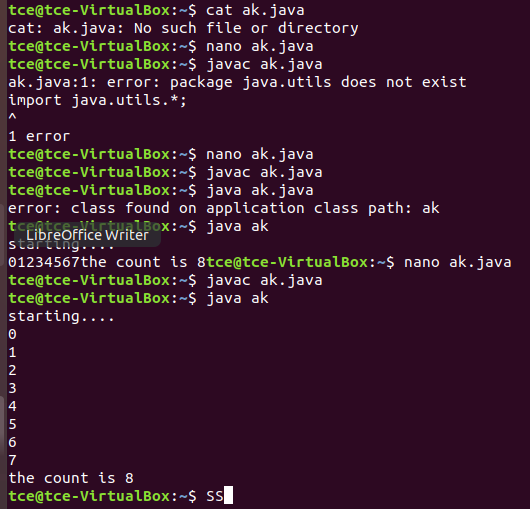 tce@tce-VirtualBox:~$ cat ak.java
cat: ak.java: No such file or directory
tce@tce-VirtualBox:~$ nano ak.java
tce@tce-VirtualBox:~$ javac ak.java
ak.java:1: error: package java.utils does not exist
import java.utils.*;
^
1 error
tce@tce-VirtualBox:~$ nano ak.java
tce@tce-VirtualBox:~$ javac ak.java
tce@tce-VirtualBox:~$ java ak.java
error: class found on application class path: ak
tce@tce-VirtualBox:~$ java ak
LibreOffice Writer
starting....
01234567the count is 8tce@tce-VirtualBox:~$ nano ak.java
tce@tce-VirtualBox:~$ javac ak.java
tce@tce-VirtualBox:~$ java ak
starting....
0
1
2
3
4
5
6
7
the count is 8
tce@tce-VirtualBox:~$ SS